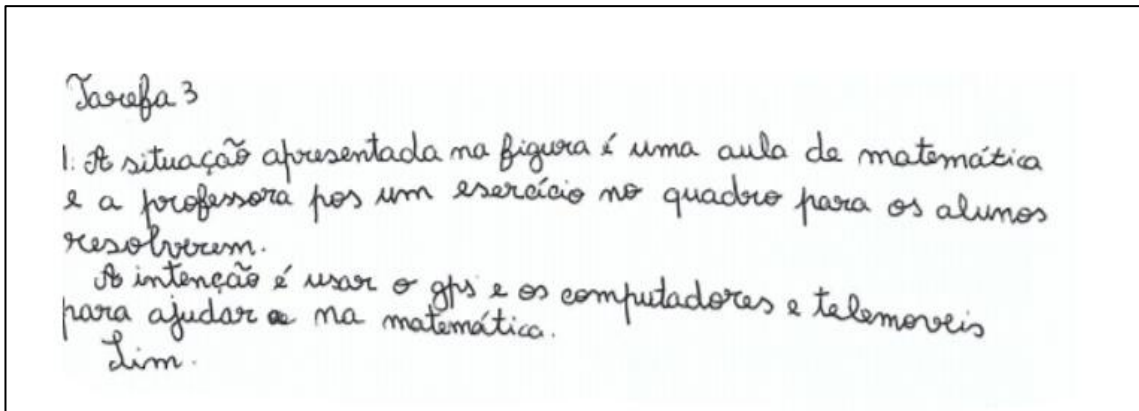 Tarefa 3
1. A situação apresentada na figura é uma aula de matemática
e a professora pos um esercício no quadro para os alunos
resolverem.
A intenção é usar o gps e os computadores e telemoveis
para ajudar na matemática.
Sim.